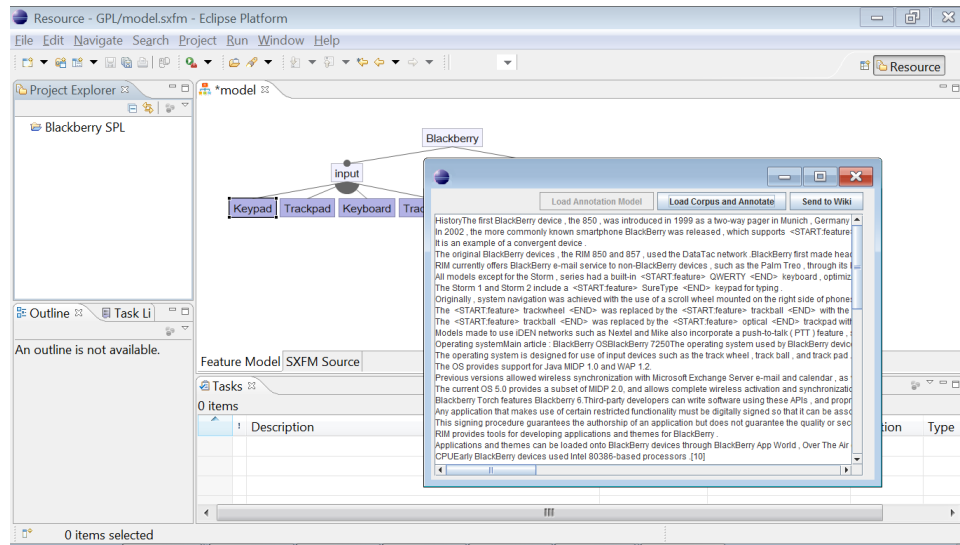 Resource - GPL/model.sxfm - Eclipse Platform
File Edit Navigate Search Project Run Window Help
Resource
Project Explorer
*model
Blackberry SPL
Blackberry
input
Keypad Trackpad Keyboard
Load Annotation Model Load Corpus and Annotate Send to Wiki
HistoryThe first BlackBerry device , the 850 , was introduced in 1999 as a two-way pager in Munich , Germany
In 2002 , the more commonly known smartphone BlackBerry was released , which supports <START:feature>
It is an example of a convergent device .
The original BlackBerry devices , the RIM 850 and 857 , used the DataTac network .BlackBerry first made
RIM currently offers BlackBerry e-mail service to non-BlackBerry devices , such as the Palm Treo , through its
All models except for the Storm , series had a built-in <START:feature> QWERTY <END> keyboard ,
The Storm 1 and Storm 2 include a <START:feature> SureType <END> keypad for typing .
Originally , system navigation was achieved with the use of a scroll wheel mounted on the right side of
The <START:feature> trackwheel <END> was replaced by the <START:feature> trackball <END> with the
The <START:feature> trackball <END> was replaced by the <START:feature> optical <END> trackpad
Models made to use iDEN networks such as Nextel and Mike also incorporate a push-to-talk ( PTT ) feature ,
Operating systemMain article : BlackBerry OSBlackBerry 7250The operating system used by BlackBerry
The operating system is designed for use of input devices such as the track wheel , track ball , and track pad .
The OS provides support for Java MIDP 1.0 and WAP 1.2.
Previous versions allowed wireless synchronization with Microsoft Exchange Server e-mail and calendar , as
The current OS 5.0 provides a subset of MIDP 2.0, and allows complete wireless activation and
Blackberry Torch features Blackberry 6.Third-party developers can write software using these APIs , and
Any application that makes use of certain restricted functionality must be digitally signed so that it can be
This signing procedure guarantees the authorship of an application but does not guarantee the quality or
RIM provides tools for developing applications and themes for BlackBerry .
Applications and themes can be loaded onto BlackBerry devices through BlackBerry App World , Over The Air
CPUEarly BlackBerry devices used Intel 80386-based processors .[10]
Outline Task Li
An outline is not available.
Feature Model SXFM Source
Tasks
0 items
! Description Type
0 items selected